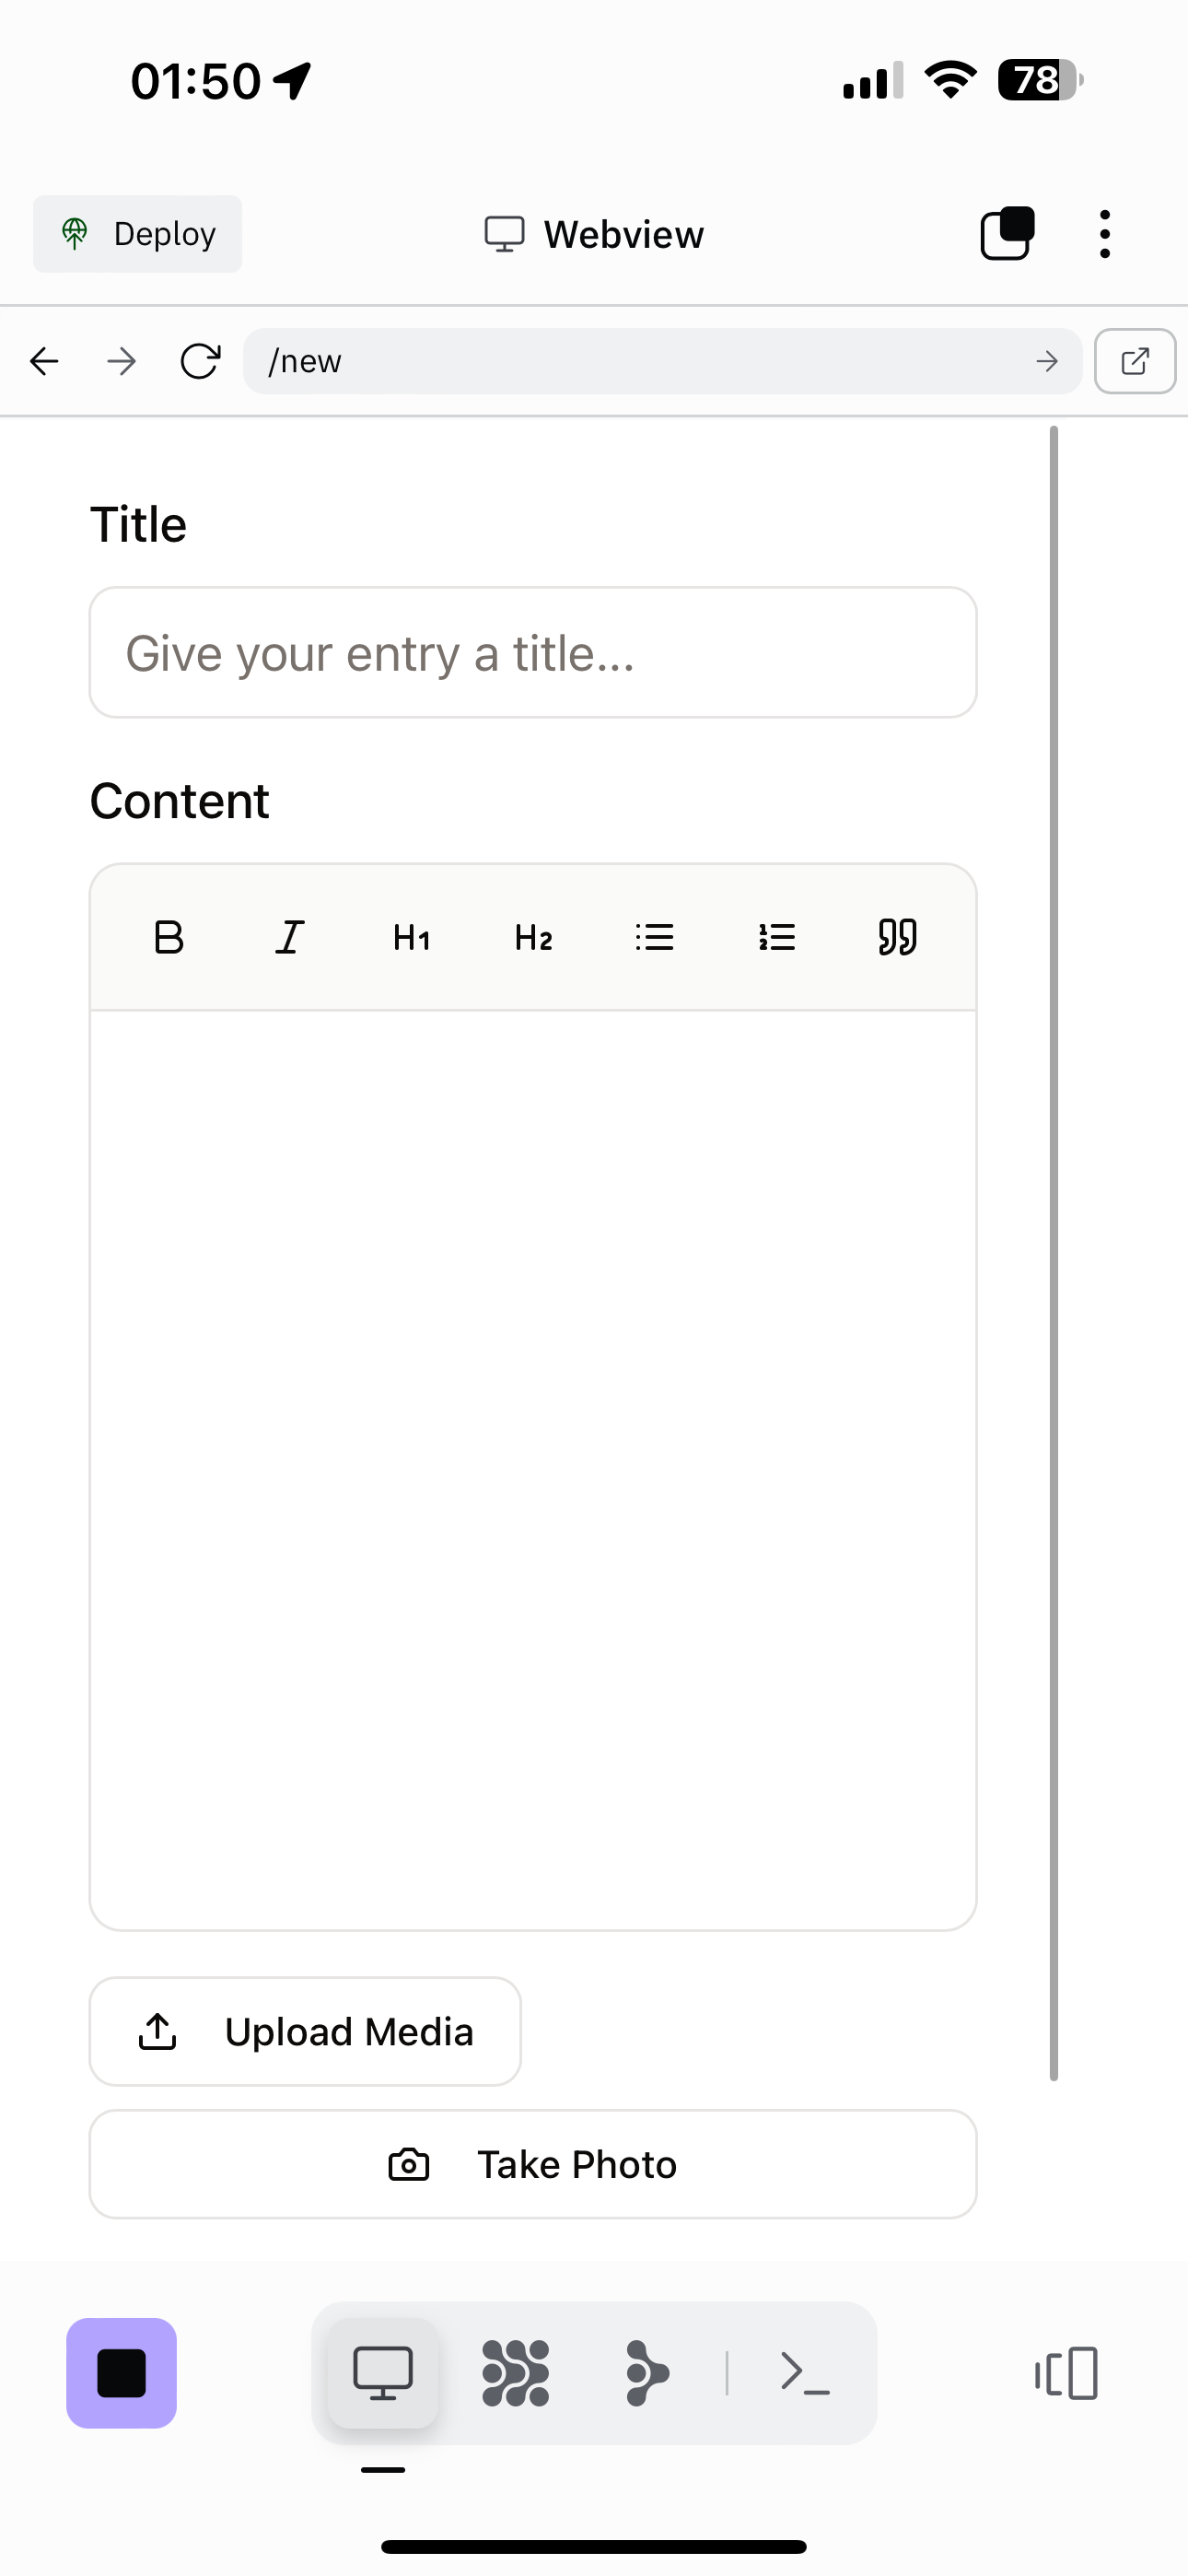 01:50
78
Deploy
Webview
/new
Title
Give your entry a title...
Content
B I H1 H2
Upload Media
Take Photo